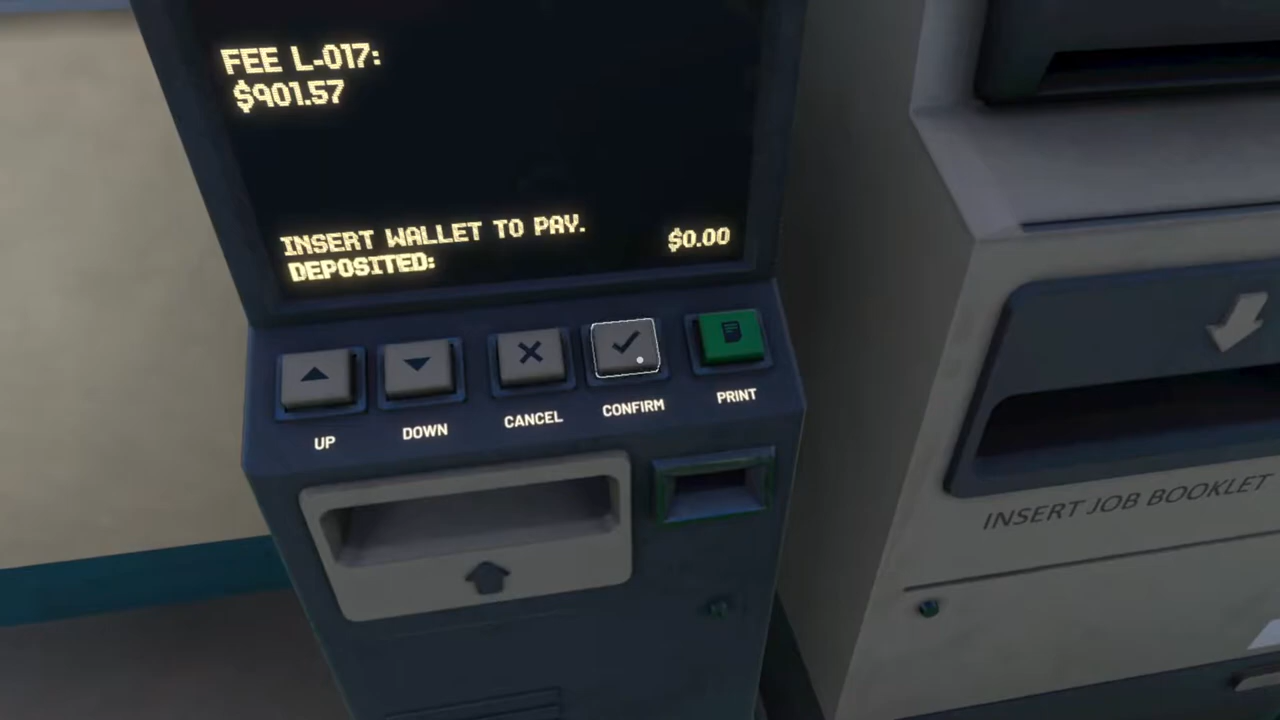 FEE L-017:
$901.57
INSERT WALLET TO PAY.
DEPOSITED:
$0.00
UP
DOWN
CANCEL
CONFIRM
PRINT
INSERT JOB BOOKLET